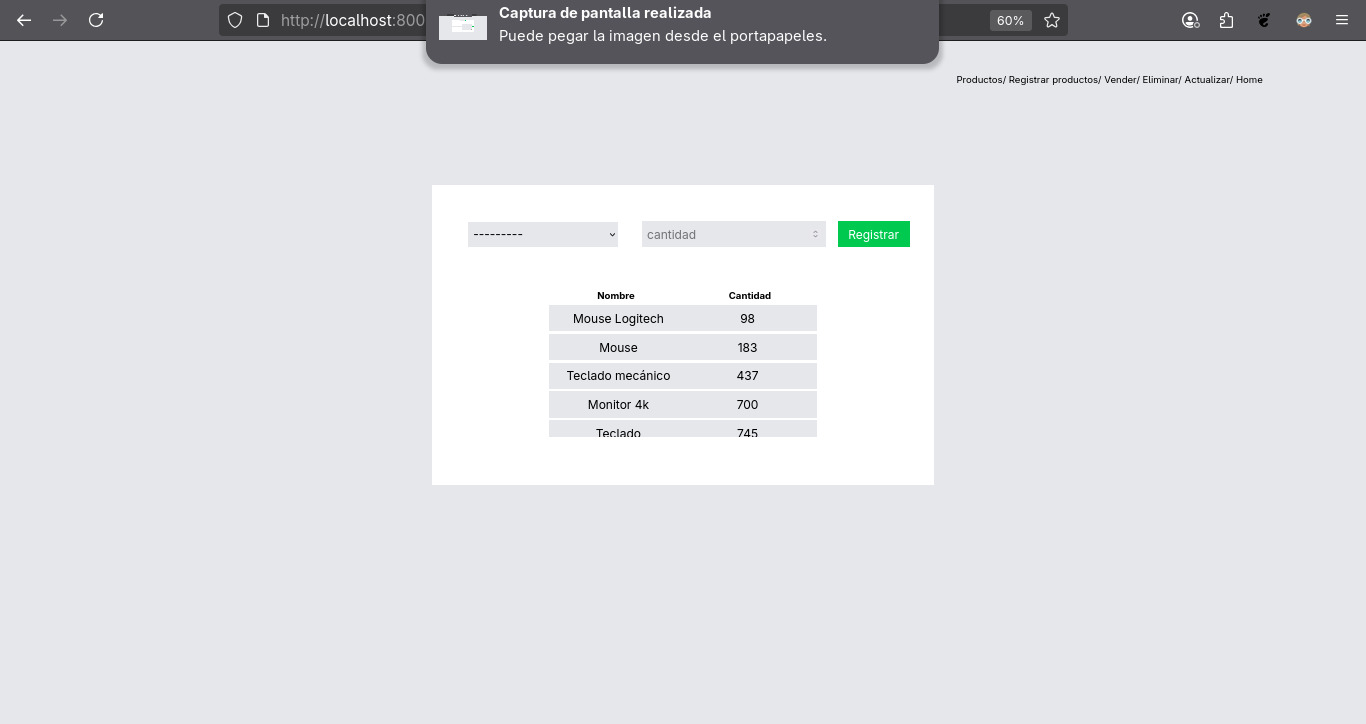 http://localhost:800
Captura de pantalla realizada
Puede pegar la imagen desde el portapapeles.
60%
Productos/ Registrar productos/ Vender/ Eliminar/ Actualizar/ Home
---------
cantidad
Registrar
Nombre Cantidad
Mouse Logitech 98
Mouse 183
Teclado mecánico 437
Monitor 4k 700
Teclado 745